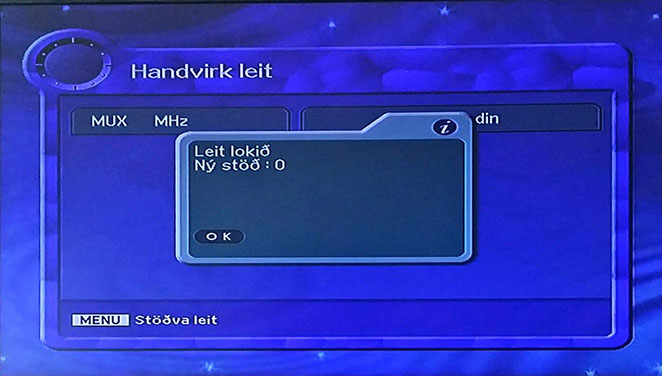 Handvirk leit
MUX MHz din
Leit lokið
Ný stöð : 0
OK
MENU Stöðva leit